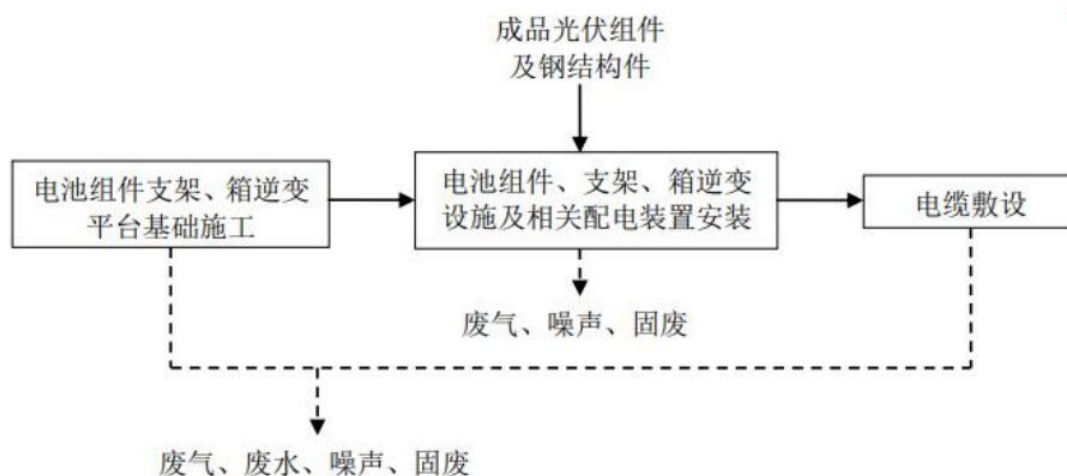 成品光伏组件
及钢结构件
电池组件支架、箱逆变
平台基础施工
电池组件、支架、箱逆变
设施及相关配电装置安装
电缆敷设
废气、噪声、固废
废气、废水、噪声、固废